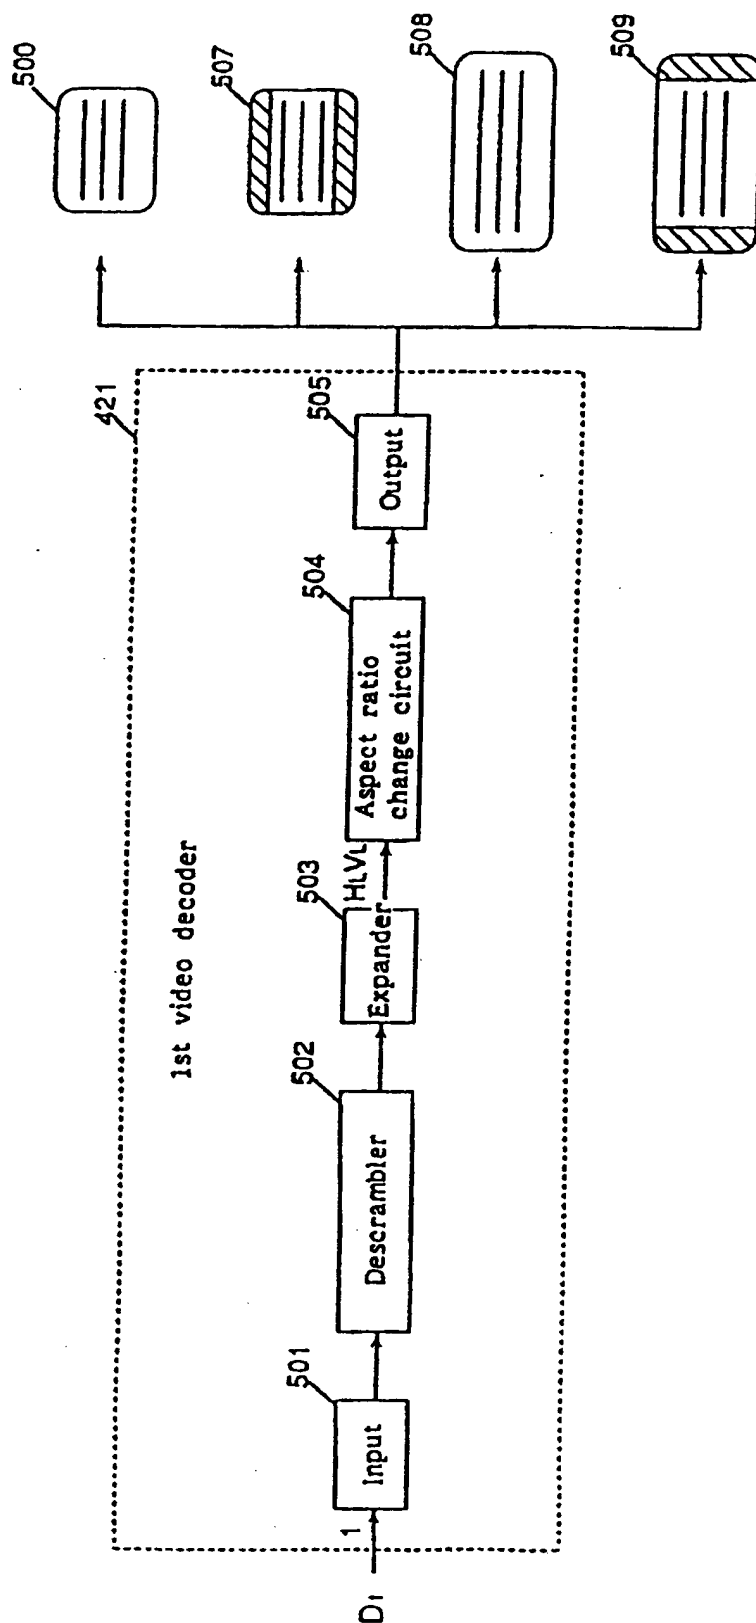 421
1st video decoder
D1
1
501
Input
502
Descrambler
503
Expander
HLVL
504
Aspect ratio
change circuit
505
Output
500
507
508
509